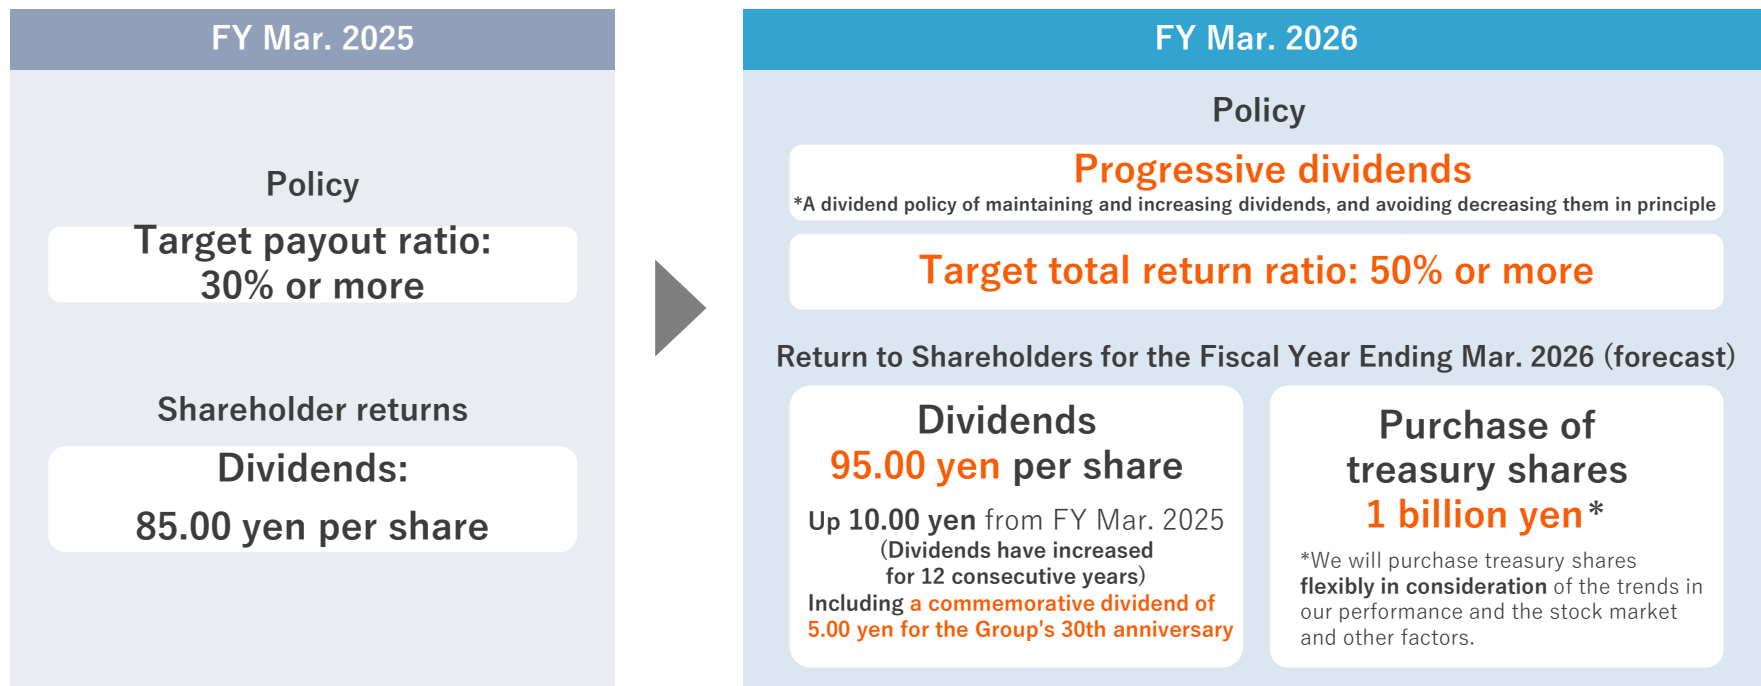 FY Mar. 2025
Policy
Target payout ratio:
30% or more
Shareholder returns
Dividends:
85.00 yen per share
FY Mar. 2026
Policy
Progressive dividends
*A dividend policy of maintaining and increasing dividends, and avoiding decreasing them in principle
Target total return ratio: 50% or more
Return to Shareholders for the Fiscal Year Ending Mar. 2026 (forecast)
Dividends
95.00 yen per share
Up 10.00 yen from FY Mar. 2025
(Dividends have increased
for 12 consecutive years)
Including a commemorative dividend of
5.00 yen for the Group's 30th anniversary
Purchase of
treasury shares
1 billion yen*
*We will purchase treasury shares
flexibly in consideration of the trends in
our performance and the stock market
and other factors.